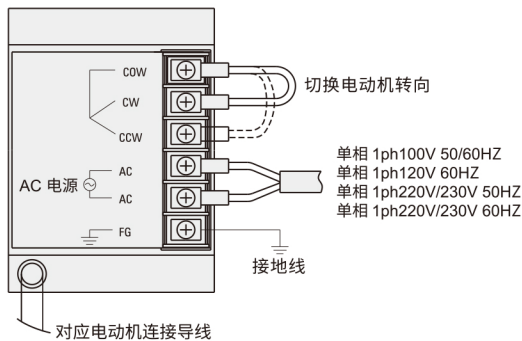 COW
CW
CCW
AC 电源
AC
AC
FG
切换电动机转向
单相 1ph100V 50/60HZ
单相 1ph120V 60HZ
单相 1ph220V/230V 50HZ
单相 1ph220V/230V 60HZ
接地线
对应电动机连接导线